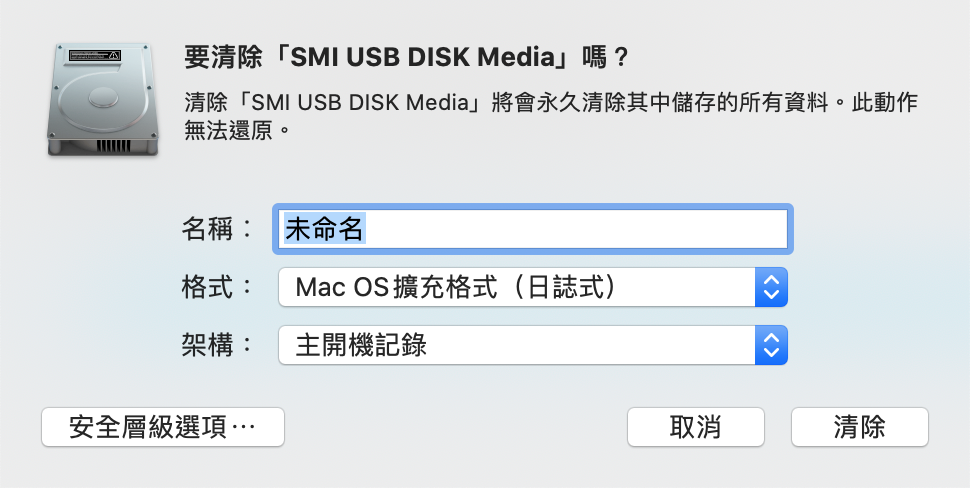 要清除「SMI USB DISK Media」嗎？
清除「SMI USB DISK Media」將會永久清除其中儲存的所有資料。此動作
無法還原。
名稱：
未命名
格式：
Mac OS擴充格式（日誌式）
架構：
主開機記錄
安全層級選項⋯
取消
清除